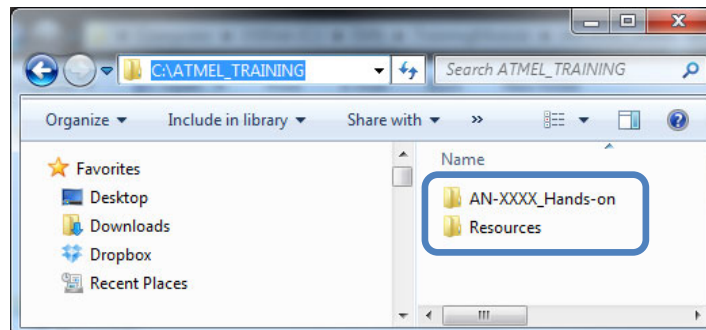 C:\ATMEL_TRAINING
Search ATMEL_TRAINING
Organize
Include in library
Share with
»
Favorites
Desktop
Downloads
Dropbox
Recent Places
Name
AN-XXXX_Hands-on
Resources